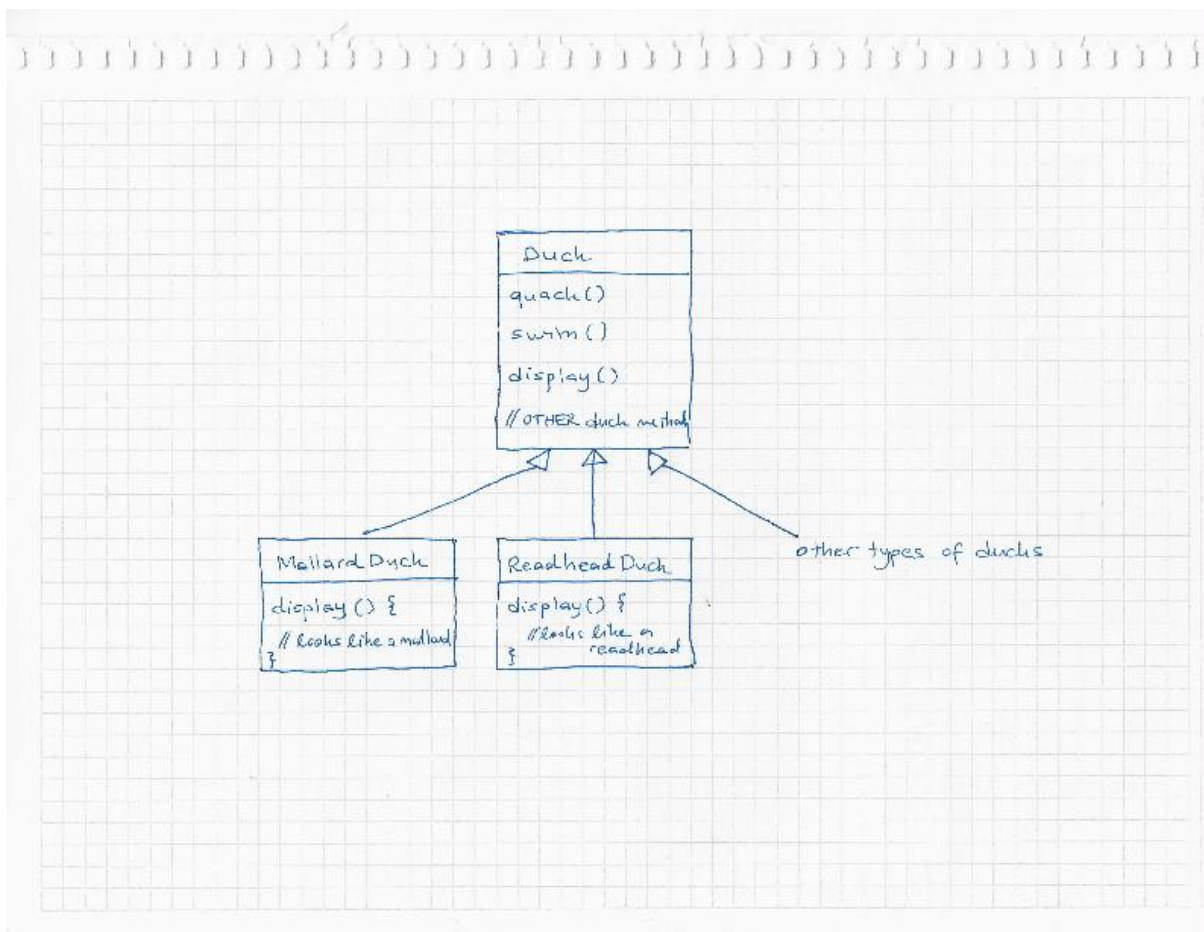 Duck
quack()
swim()
display()
// OTHER duck methods
Mallard Duck
display() {
// looks like a mallard
}
Readhead Duck
display() {
// looks like a
readhead
}
other types of ducks